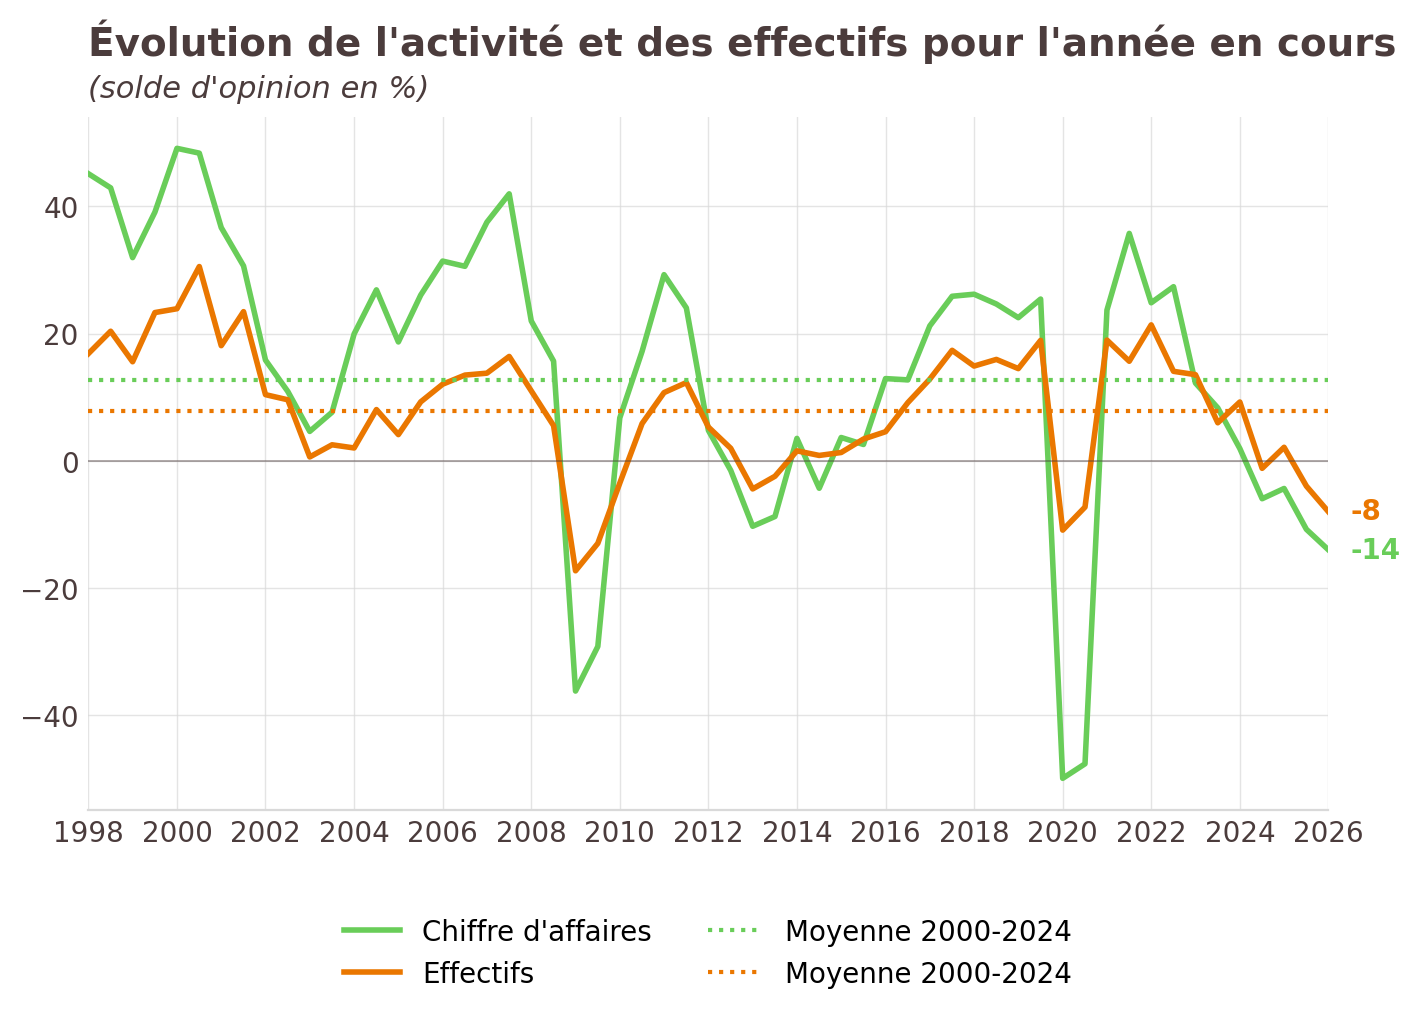 Évolution de l'activité et des effectifs pour l'année en cours
(solde d'opinion en %)
40
20
0
−20
−40
-8
-14
1998 2000 2002 2004 2006 2008 2010 2012 2014 2016 2018 2020 2022 2024 2026
Chiffre d'affaires
Effectifs
Moyenne 2000-2024
Moyenne 2000-2024